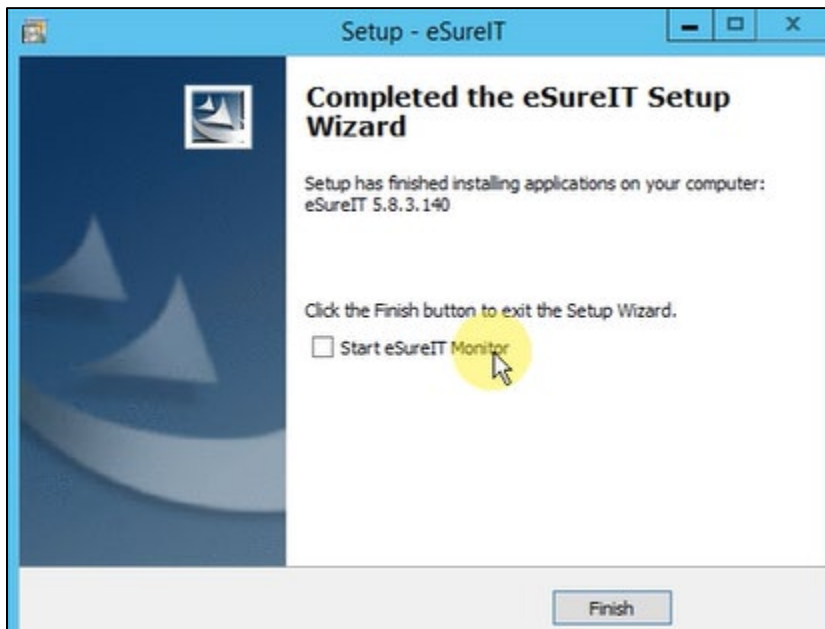 Setup - eSureIT
Completed the eSureIT Setup
Wizard
Setup has finished installing applications on your computer:
eSureIT 5.8.3.140
Click the Finish button to exit the Setup Wizard.
Start eSureIT Monitor
Finish